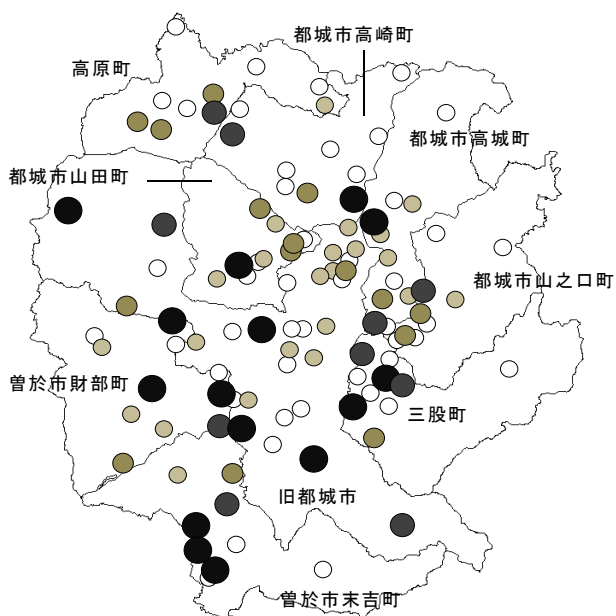 都城市高崎町
高原町
都城市高城町
都城市山田町
都城市山之口町
曽於市財部町
三股町
旧都城市
曽於市末吉町